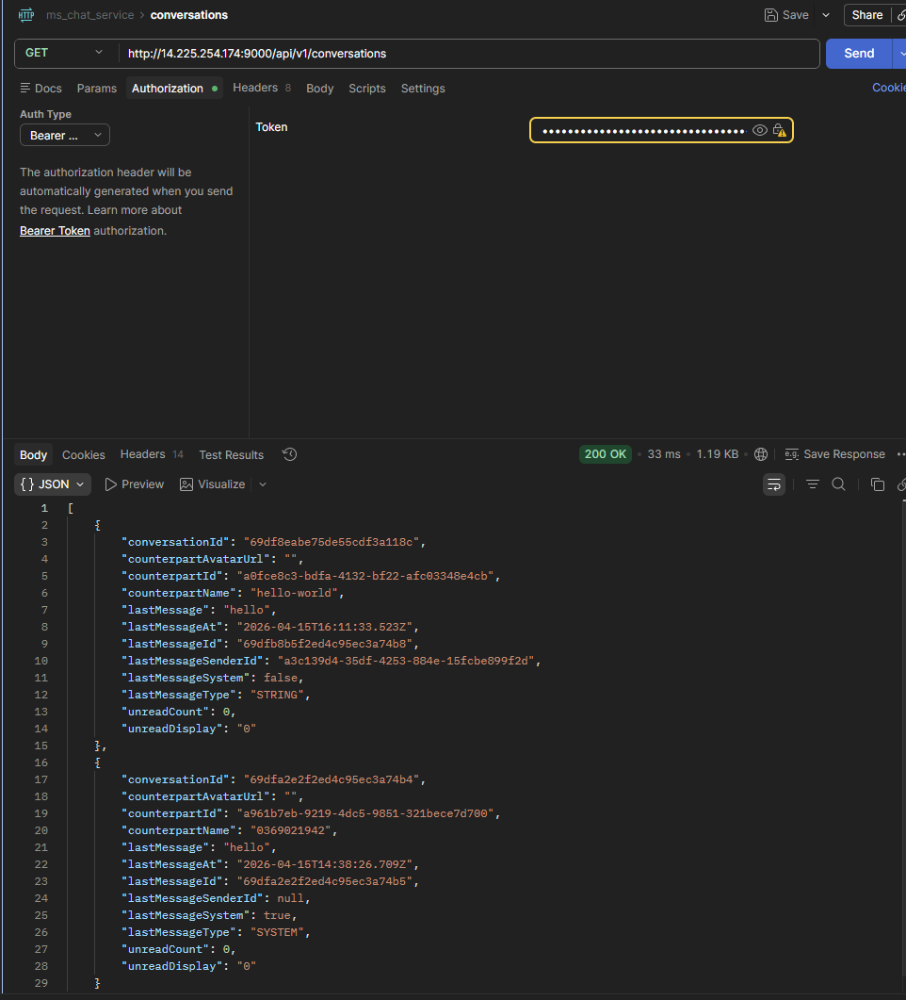 HTTP ms_chat_service > conversations Save Share
GET http://14.225.254.174:9000/api/v1/conversations Send
Docs Params Authorization Headers 8 Body Scripts Settings Cookie
Auth Type
Bearer ...
Token
The authorization header will be
automatically generated when you send
the request. Learn more about
Bearer Token authorization.
Body Cookies Headers 14 Test Results 200 OK • 33 ms • 1.19 KB • e.g. Save Response
{} JSON Preview Visualize
1 [
2 {
3 "conversationId": "69df8eabe75de55cdf3a118c",
4 "counterpartAvatarUrl": "",
5 "counterpartId": "a0fce8c3-bdfa-4132-bf22-afc03348e4cb",
6 "counterpartName": "hello-world",
7 "lastMessage": "hello",
8 "lastMessageAt": "2026-04-15T16:11:33.523Z",
9 "lastMessageId": "69dfb8b5f2ed4c95ec3a74b8",
10 "lastMessageSenderId": "a3c139d4-35df-4253-884e-15fcbe899f2d",
11 "lastMessageSystem": false,
12 "lastMessageType": "STRING",
13 "unreadCount": 0,
14 "unreadDisplay": "0"
15 },
16 {
17 "conversationId": "69dfa2e2f2ed4c95ec3a74b4",
18 "counterpartAvatarUrl": "",
19 "counterpartId": "a961b7eb-9219-4dc5-9851-321bece7d700",
20 "counterpartName": "0369021942",
21 "lastMessage": "hello",
22 "lastMessageAt": "2026-04-15T14:38:26.709Z",
23 "lastMessageId": "69dfa2e2f2ed4c95ec3a74b5",
24 "lastMessageSenderId": null,
25 "lastMessageSystem": true,
26 "lastMessageType": "SYSTEM",
27 "unreadCount": 0,
28 "unreadDisplay": "0"
29 }